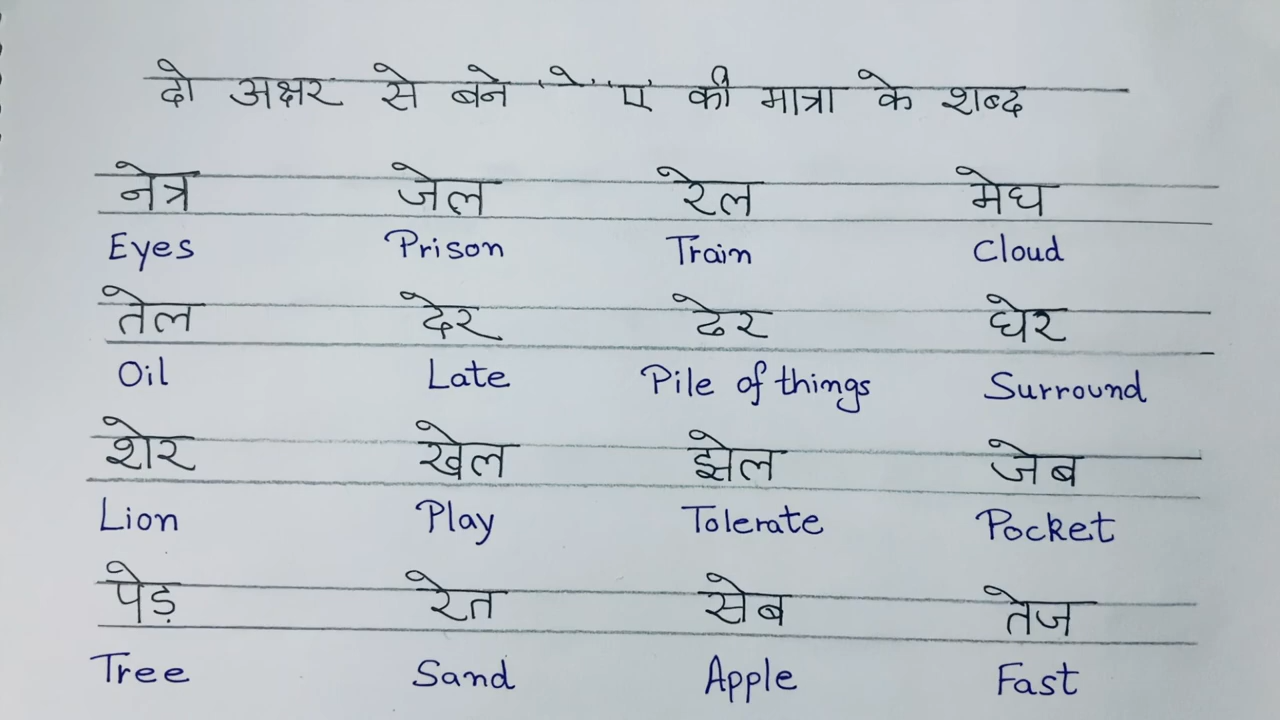 दो अक्षर से बने 'े' 'ए' की मात्रा के शब्द
नेत्र जेल रेल मेघ
Eyes Prison Train Cloud
तेल देर ढेर घेर
Oil Late Pile of things Surround
शेर खेल झेल जेब
Lion Play Tolerate Pocket
पेड़ रेत सेब तेज
Tree Sand Apple Fast